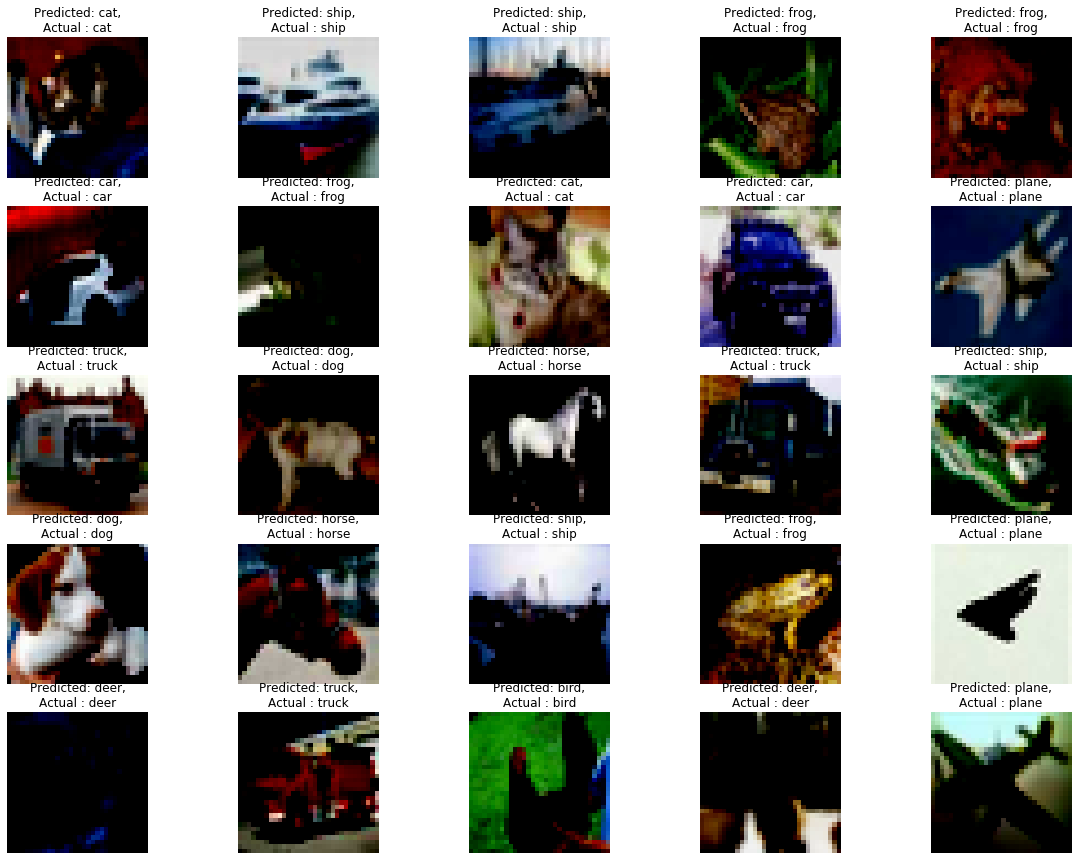 Predicted: cat,
Actual : cat
Predicted: ship,
Actual : ship
Predicted: ship,
Actual : ship
Predicted: frog,
Actual : frog
Predicted: frog,
Actual : frog
Predicted: car,
Actual : car
Predicted: frog,
Actual : frog
Predicted: cat,
Actual : cat
Predicted: car,
Actual : car
Predicted: plane,
Actual : plane
Predicted: truck,
Actual : truck
Predicted: dog,
Actual : dog
Predicted: horse,
Actual : horse
Predicted: truck,
Actual : truck
Predicted: ship,
Actual : ship
Predicted: dog,
Actual : dog
Predicted: horse,
Actual : horse
Predicted: ship,
Actual : ship
Predicted: frog,
Actual : frog
Predicted: plane,
Actual : plane
Predicted: deer,
Actual : deer
Predicted: truck,
Actual : truck
Predicted: bird,
Actual : bird
Predicted: deer,
Actual : deer
Predicted: plane,
Actual : plane